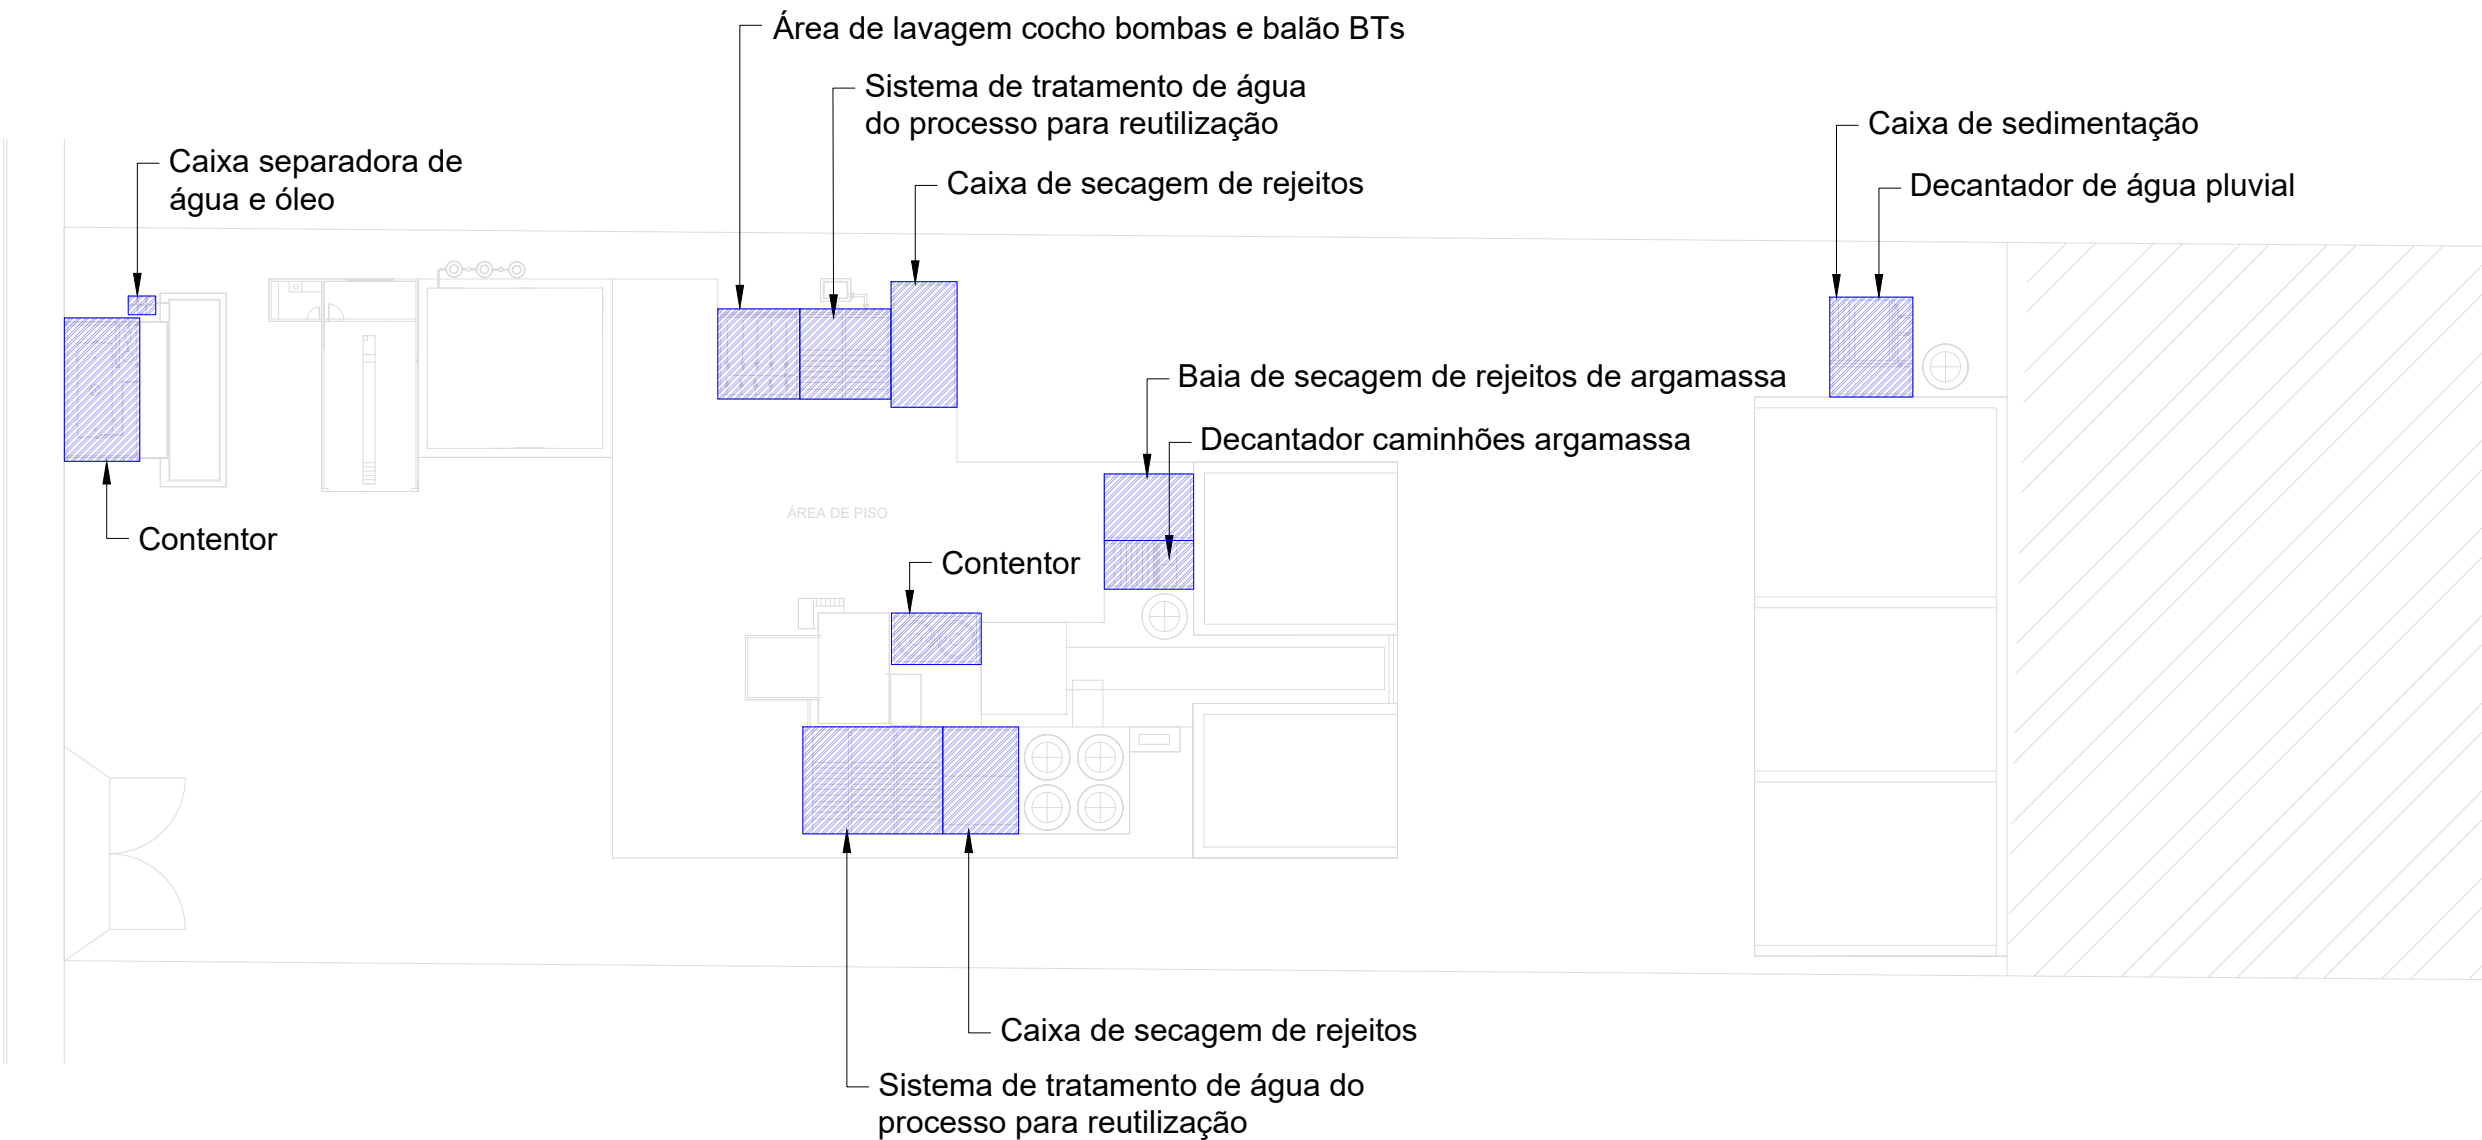 Área de lavagem cocho bombas e balão BTs
Sistema de tratamento de água
do processo para reutilização
Caixa de sedimentação
Caixa separadora de
água e óleo
Caixa de secagem de rejeitos
Decantador de água pluvial
Baia de secagem de rejeitos de argamassa
Decantador caminhões argamassa
ÁREA DE PISO
Contentor
Contentor
Caixa de secagem de rejeitos
Sistema de tratamento de água do
processo para reutilização